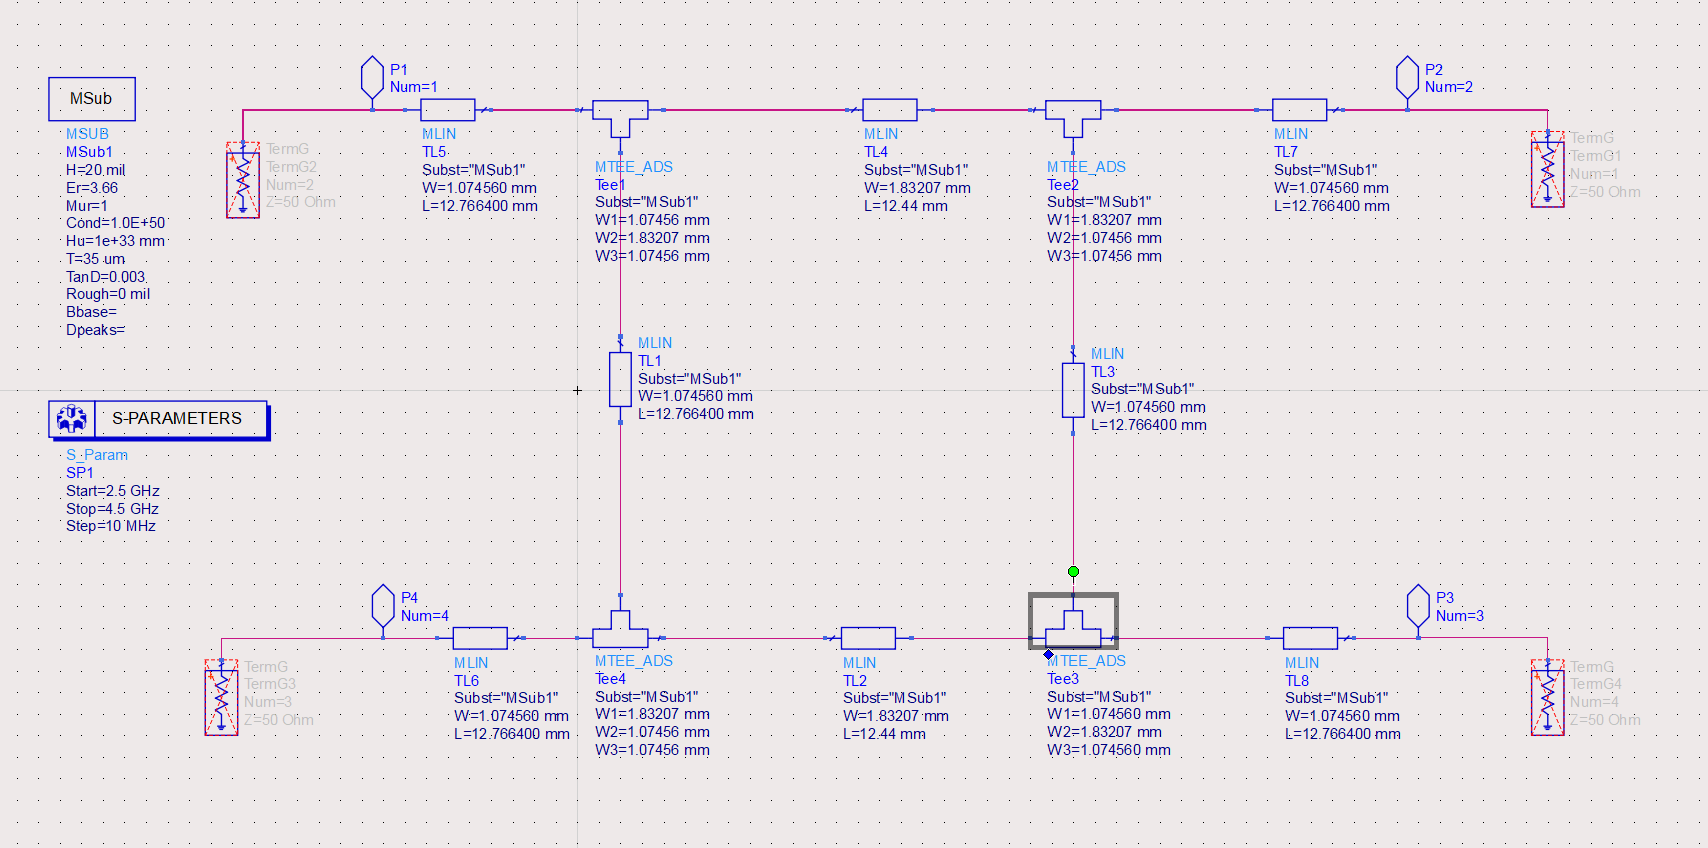 MSub
MSUB
MSub1
H=20 mil
Er=3.66
Mur=1
Cond=1.0E+50
Hu=1e+33 mm
T=35 um
TanD=0.003
Rough=0 mil
Bbase=
Dpeaks=
S-PARAMETERS
S_Param
SP1
Start=2.5 GHz
Stop=4.5 GHz
Step=10 MHz
P1
Num=1
TermG
TermG2
Num=2
Z=50 Ohm
MLIN
TL5
Subst="MSub1"
W=1.074560 mm
L=12.766400 mm
MTEE_ADS
Tee1
Subst="MSub1"
W1=1.07456 mm
W2=1.83207 mm
W3=1.07456 mm
MLIN
TL4
Subst="MSub1"
W=1.83207 mm
L=12.44 mm
MTEE_ADS
Tee2
Subst="MSub1"
W1=1.83207 mm
W2=1.07456 mm
W3=1.07456 mm
MLIN
TL7
Subst="MSub1"
W=1.074560 mm
L=12.766400 mm
P2
Num=2
TermG
TermG1
Num=1
Z=50 Ohm
MLIN
TL1
Subst="MSub1"
W=1.074560 mm
L=12.766400 mm
MLIN
TL3
Subst="MSub1"
W=1.074560 mm
L=12.766400 mm
P4
Num=4
TermG
TermG3
Num=3
Z=50 Ohm
MLIN
TL6
Subst="MSub1"
W=1.074560 mm
L=12.766400 mm
MTEE_ADS
Tee4
Subst="MSub1"
W1=1.83207 mm
W2=1.07456 mm
W3=1.07456 mm
MLIN
TL2
Subst="MSub1"
W=1.83207 mm
L=12.44 mm
MTEE_ADS
Tee3
Subst="MSub1"
W1=1.074560 mm
W2=1.83207 mm
W3=1.074560 mm
MLIN
TL8
Subst="MSub1"
W=1.074560 mm
L=12.766400 mm
P3
Num=3
TermG
TermG4
Num=4
Z=50 Ohm